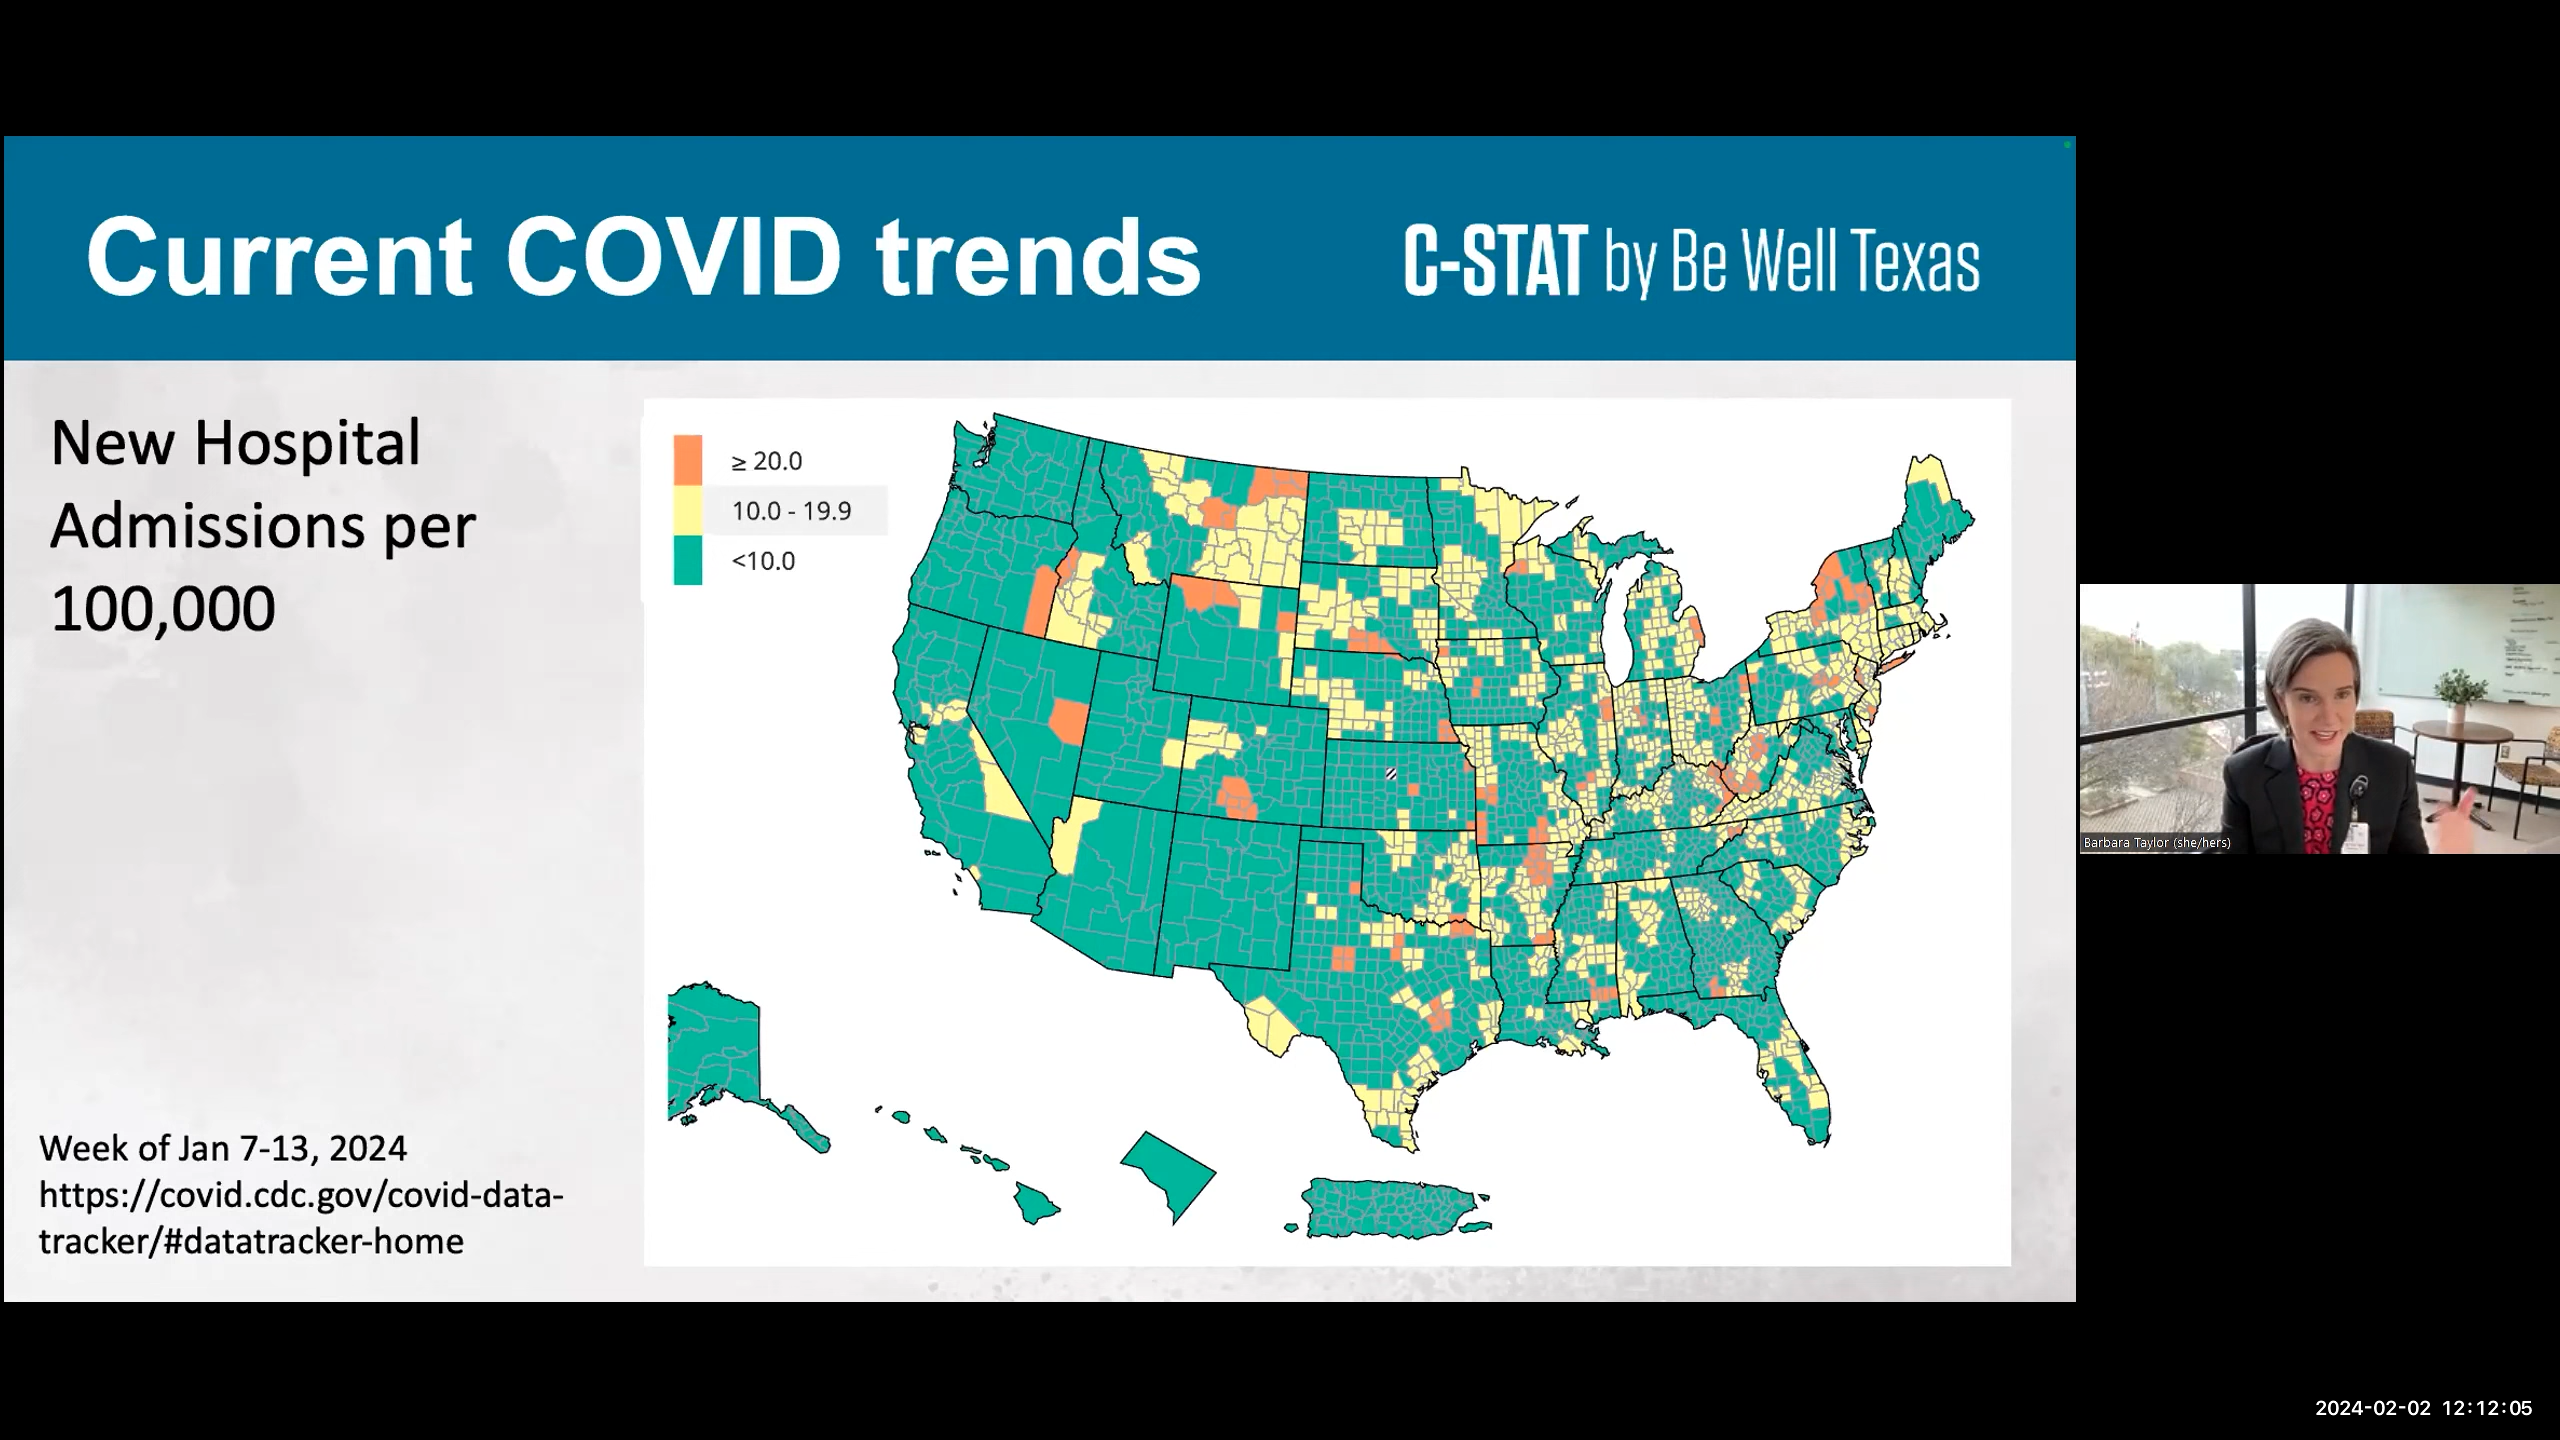 Current COVID trends
C-STAT by Be Well Texas
New Hospital
Admissions per
100,000
≥ 20.0
10.0 - 19.9
<10.0
Week of Jan 7-13, 2024
https://covid.cdc.gov/covid-data-
tracker/#datatracker-home
Barbara Taylor (she/hers)
2024-02-02 12:12:05